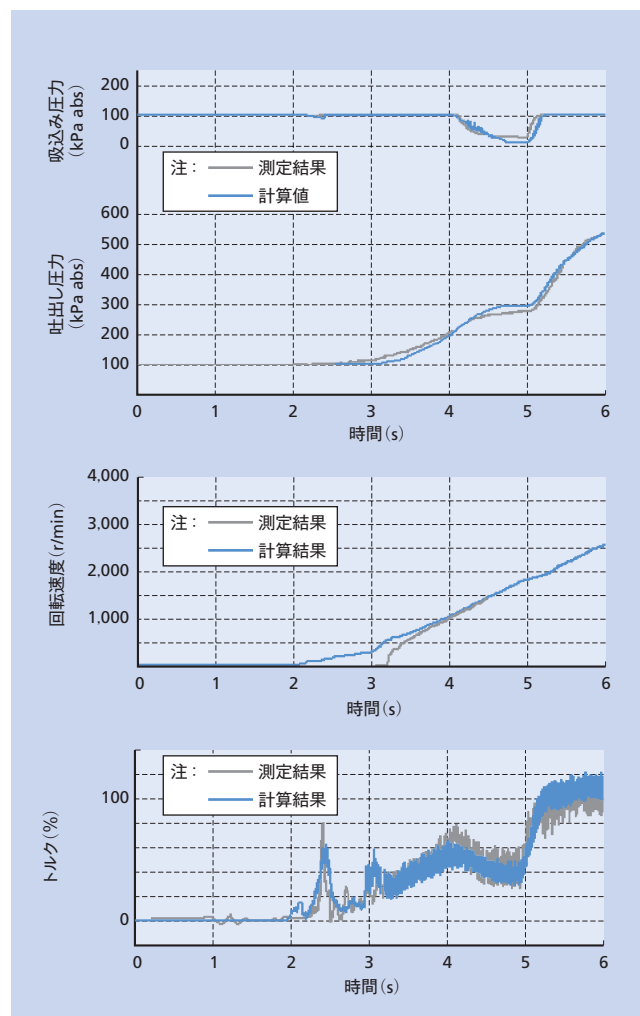 吸込み圧力
(kPa abs)
200
100
0
注: 測定結果
計算値
吐出し圧力
(kPa abs)
600
500
400
300
200
100
0 1 2 3 4 5 6
時間(s)
回転速度(r/min)
4,000
3,000
2,000
1,000
注: 測定結果
計算結果
0 1 2 3 4 5 6
時間(s)
トルク(%)
100
0
注: 測定結果
計算結果
0 1 2 3 4 5 6
時間(s)